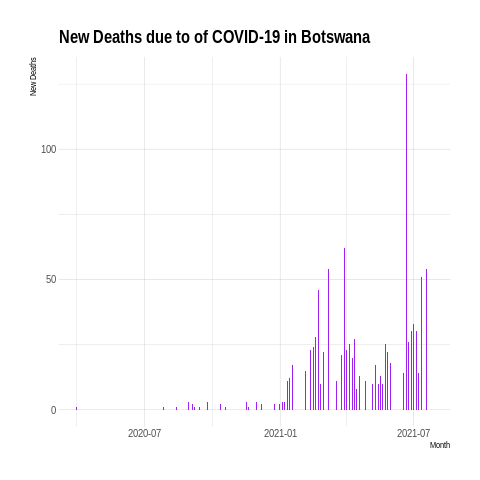 New Deaths due to of COVID-19 in Botswana
New Deaths
100
50
0
2020-07
2021-01
2021-07
Month